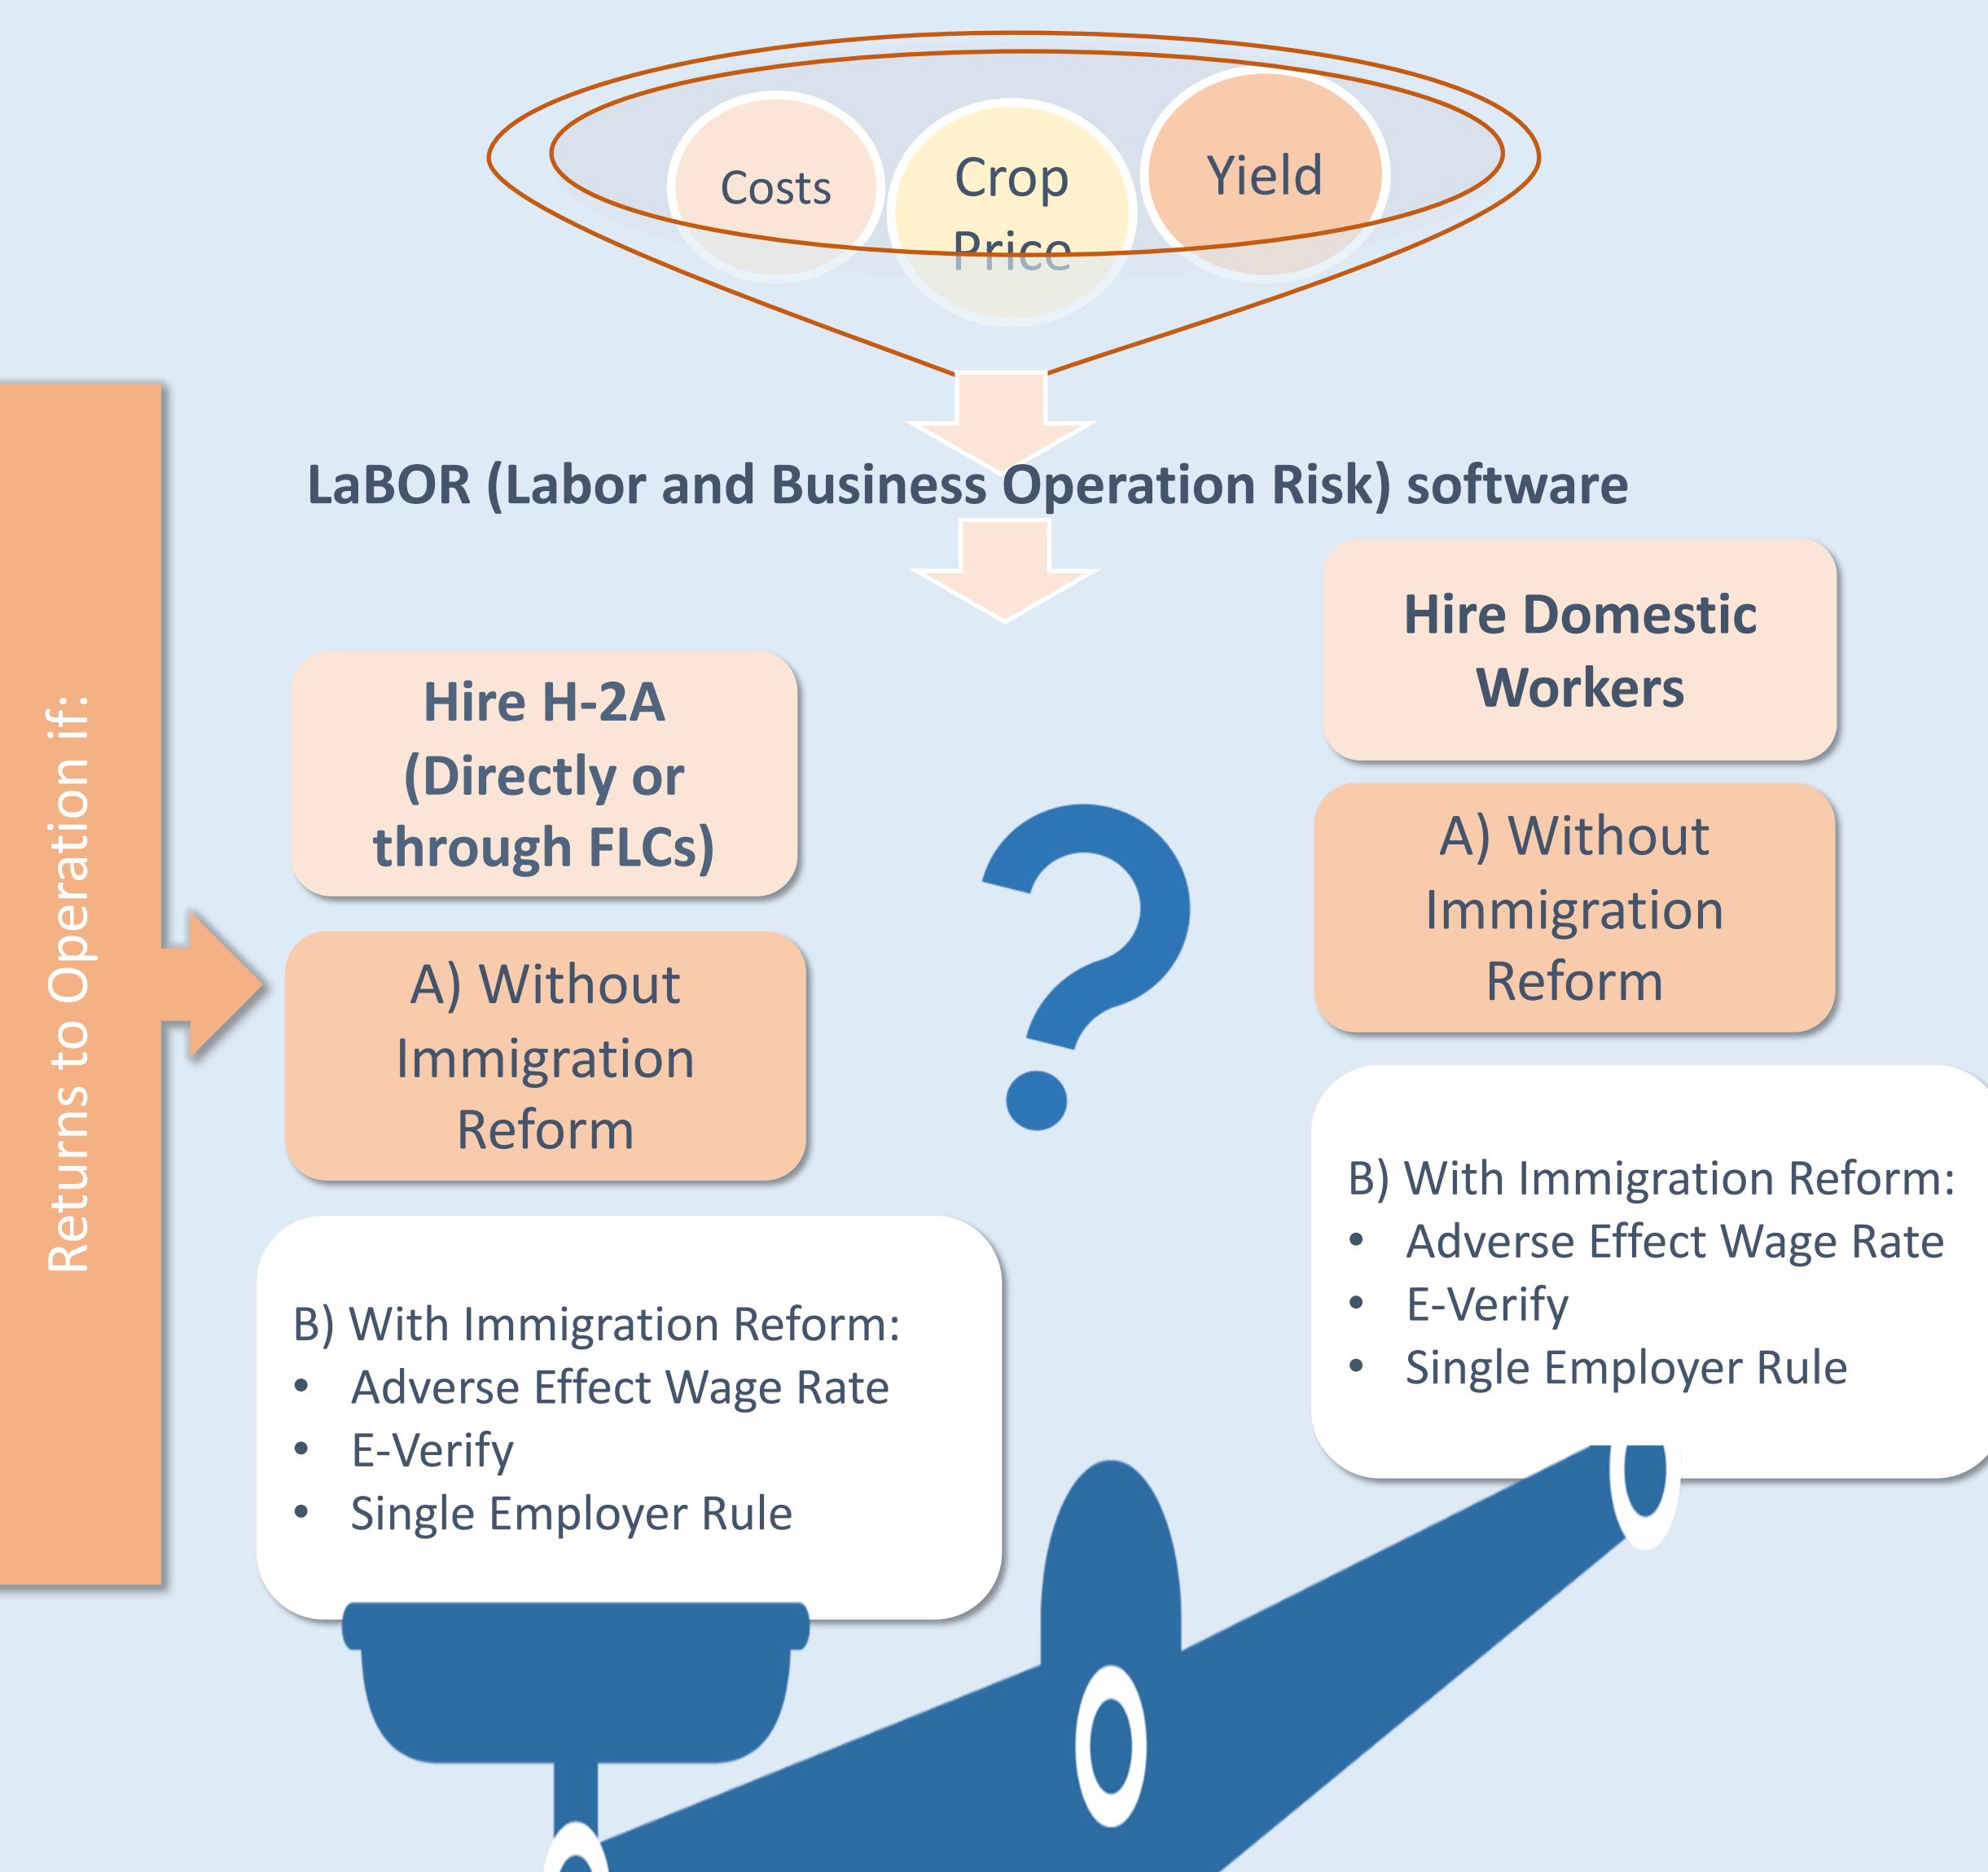 Costs
Crop
Price
Yield
LaBOR (Labor and Business Operation Risk) software
Returns to Operation if:
Hire H-2A
(Directly or
through FLCs)
A) Without
Immigration
Reform
B) With Immigration Reform:
• Adverse Effect Wage Rate
• E-Verify
• Single Employer Rule
Hire Domestic
Workers
A) Without
Immigration
Reform
B) With Immigration Reform:
• Adverse Effect Wage Rate
• E-Verify
• Single Employer Rule
?